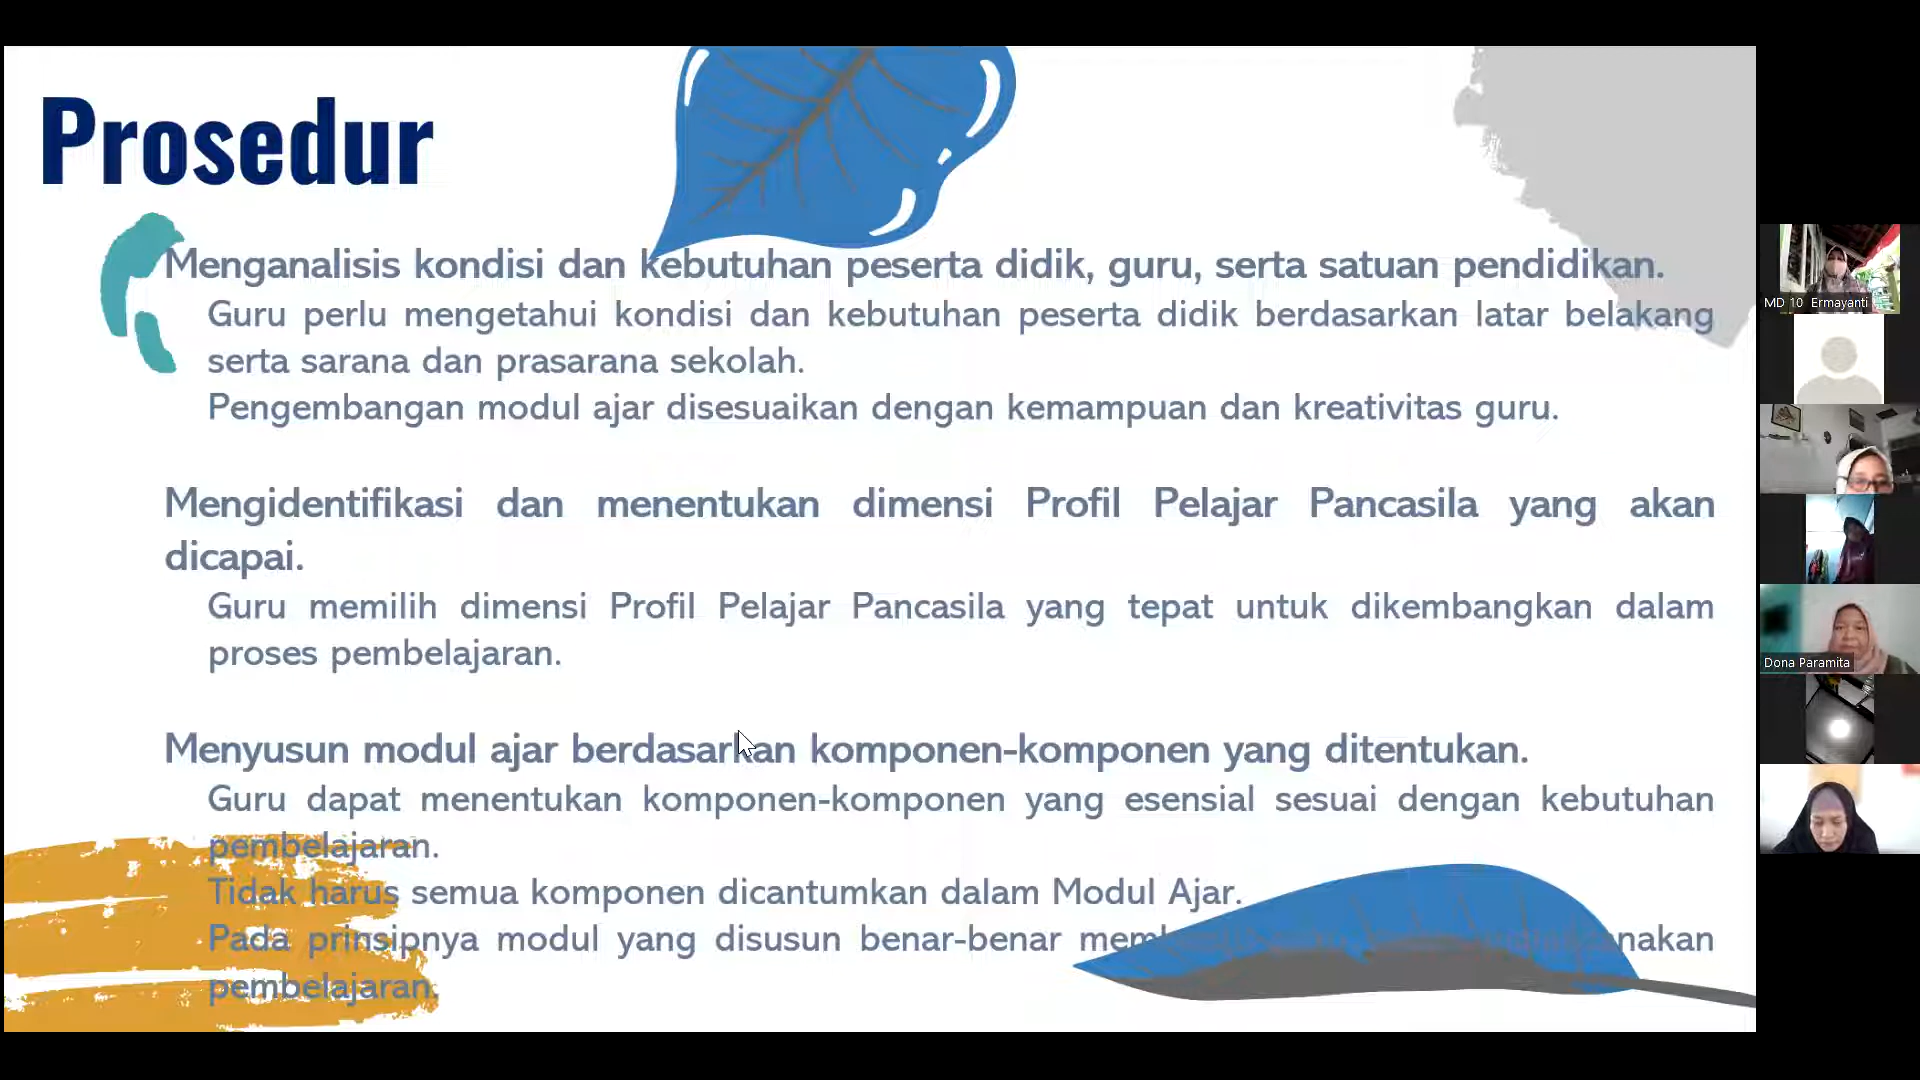 Prosedur
Menganalisis kondisi dan kebutuhan peserta didik, guru, serta satuan pendidikan.
Guru perlu mengetahui kondisi dan kebutuhan peserta didik berdasarkan latar belakang
serta sarana dan prasarana sekolah.
Pengembangan modul ajar disesuaikan dengan kemampuan dan kreativitas guru.
Mengidentifikasi dan menentukan dimensi Profil Pelajar Pancasila yang akan
dicapai.
Guru memilih dimensi Profil Pelajar Pancasila yang tepat untuk dikembangkan dalam
proses pembelajaran.
Menyusun modul ajar berdasarkan komponen-komponen yang ditentukan.
Guru dapat menentukan komponen-komponen yang esensial sesuai dengan kebutuhan
pembelajaran.
Tidak harus semua komponen dicantumkan dalam Modul Ajar.
Pada prinsipnya modul yang disusun benar-benar
pembelajaran.
MD 10 Ermayanti
Dona Paramita